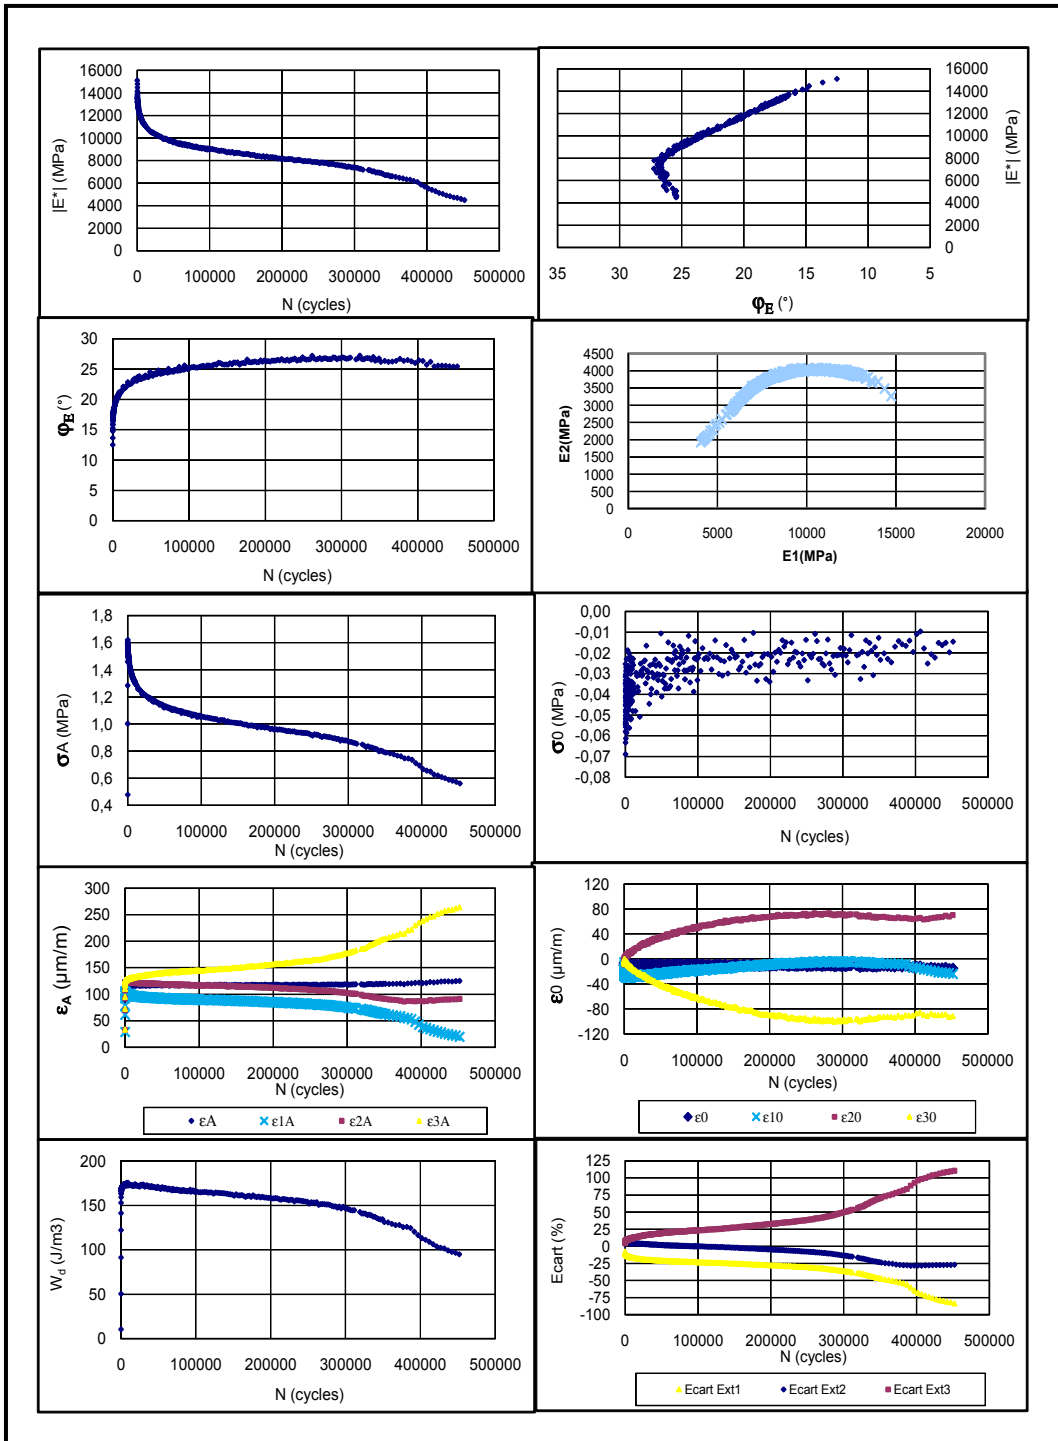 16000
14000
12000
10000
8000
6000
4000
2000
0
|E*| (MPa)
0 100000 200000 300000 400000 500000
N (cycles)
16000
14000
12000
10000
8000
6000
4000
2000
0
|E*| (MPa)
35 30 25 20 15 10 5
φE (°)
30
25
20
15
10
5
0
φE (°)
0 100000 200000 300000 400000 500000
N (cycles)
4500
4000
3500
3000
2500
2000
1500
1000
500
0
E2(MPa)
0 5000 10000 15000 20000
E1(MPa)
1,8
1,6
1,4
1,2
1,0
0,8
0,6
0,4
σA (MPa)
0 100000 200000 300000 400000 500000
N (cycles)
0,00
-0,01
-0,02
-0,03
-0,04
-0,05
-0,06
-0,07
-0,08
σ0 (MPa)
0 100000 200000 300000 400000 500000
N (cycles)
300
250
200
150
100
50
0
εA (µm/m)
0 100000 200000 300000 400000 500000
N (cycles)
εA ε1A ε2A ε3A
120
80
40
0
-40
-80
-120
ε0 (µm/m)
0 100000 200000 300000 400000 500000
N (cycles)
ε0 ε10 ε20 ε30
200
150
100
50
0
Wd (J/m3)
0 100000 200000 300000 400000 500000
N (cycles)
125
100
75
50
25
0
-25
-50
-75
-100
Ecart (%)
0 100000 200000 300000 400000 500000
N (cycles)
Ecart Ext1 Ecart Ext2 Ecart Ext3